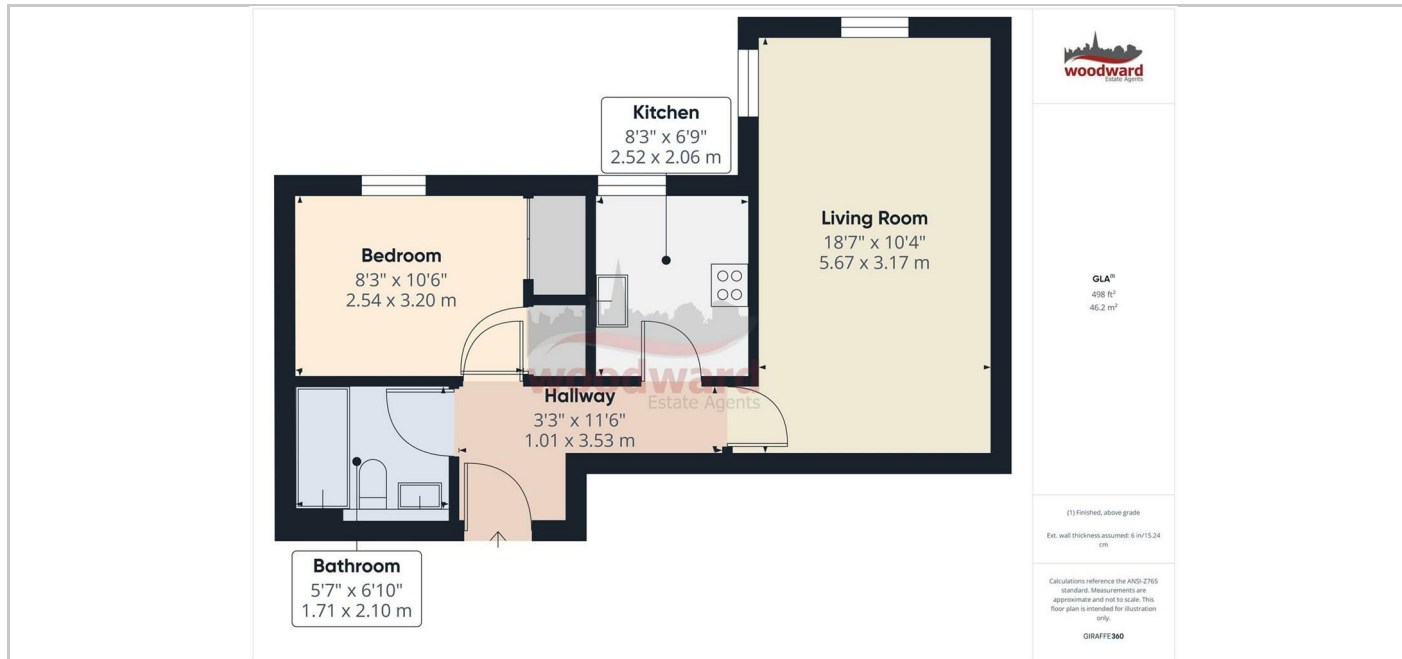 Kitchen
8'3" x 6'9"
2.52 x 2.06 m
Living Room
18'7" x 10'4"
5.67 x 3.17 m
Bedroom
8'3" x 10'6"
2.54 x 3.20 m
woodward
Estate Agents
Hallway
3'3" x 11'6"
1.01 x 3.53 m
Bathroom
5'7" x 6'10"
1.71 x 2.10 m
woodward
Estate Agents
GLA⁽¹⁾
498 ft²
46.2 m²
(1) Finished, above grade
Ext. wall thickness assumed: 6 in/15.24
cm
Calculations reference the ANSI-Z765
standard. Measurements are
approximate and not to scale. This
floor plan is intended for illustration
only.
GIRAFFE360